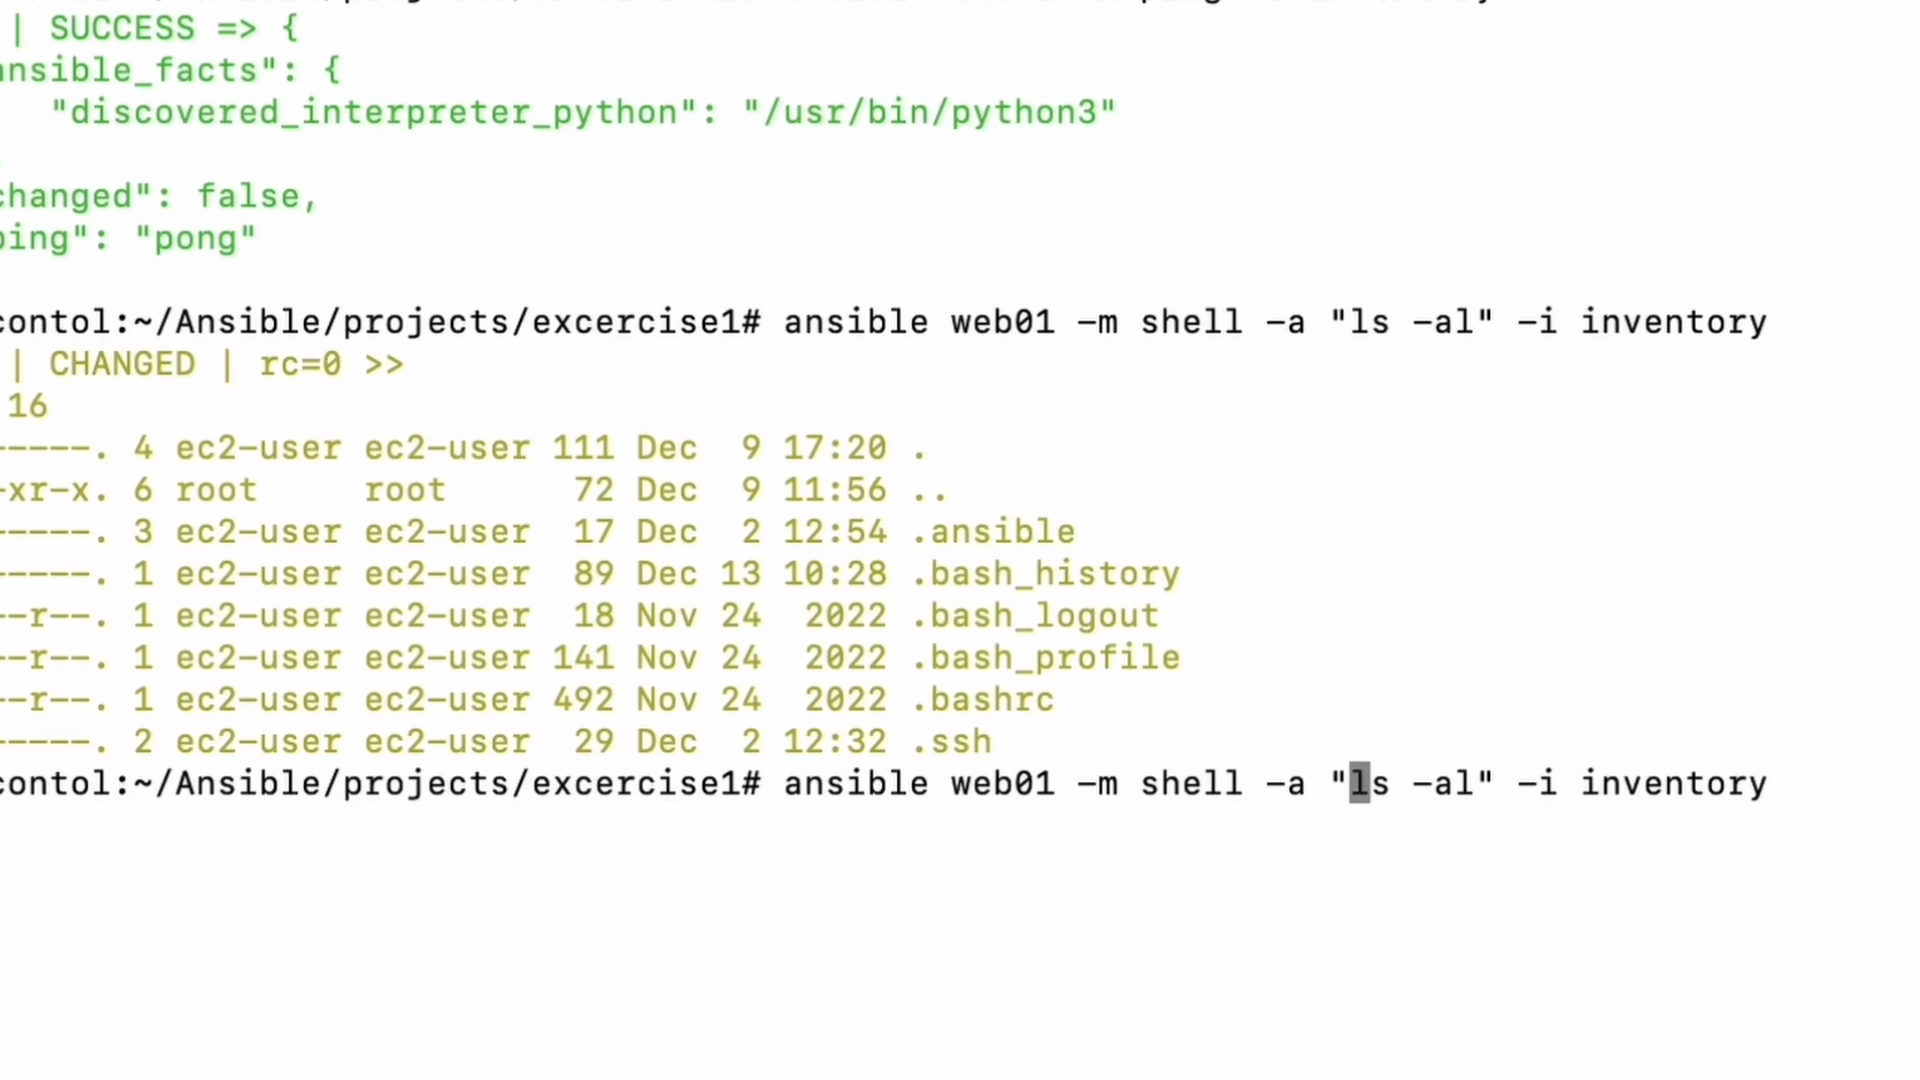 | SUCCESS => {
ansible_facts": {
"discovered_interpreter_python": "/usr/bin/python3"
changed": false,
ping": "pong"
contol:~/Ansible/projects/excercise1# ansible web01 -m shell -a "ls -al" -i inventory
| CHANGED | rc=0 >>
16
-----. 4 ec2-user ec2-user 111 Dec  9 17:20 .
-xr-x. 6 root     root      72 Dec  9 11:56 ..
-----. 3 ec2-user ec2-user  17 Dec  2 12:54 .ansible
-----. 1 ec2-user ec2-user  89 Dec 13 10:28 .bash_history
--r--. 1 ec2-user ec2-user  18 Nov 24  2022 .bash_logout
--r--. 1 ec2-user ec2-user 141 Nov 24  2022 .bash_profile
--r--. 1 ec2-user ec2-user 492 Nov 24  2022 .bashrc
-----. 2 ec2-user ec2-user  29 Dec  2 12:32 .ssh
contol:~/Ansible/projects/excercise1# ansible web01 -m shell -a "ls -al" -i inventory